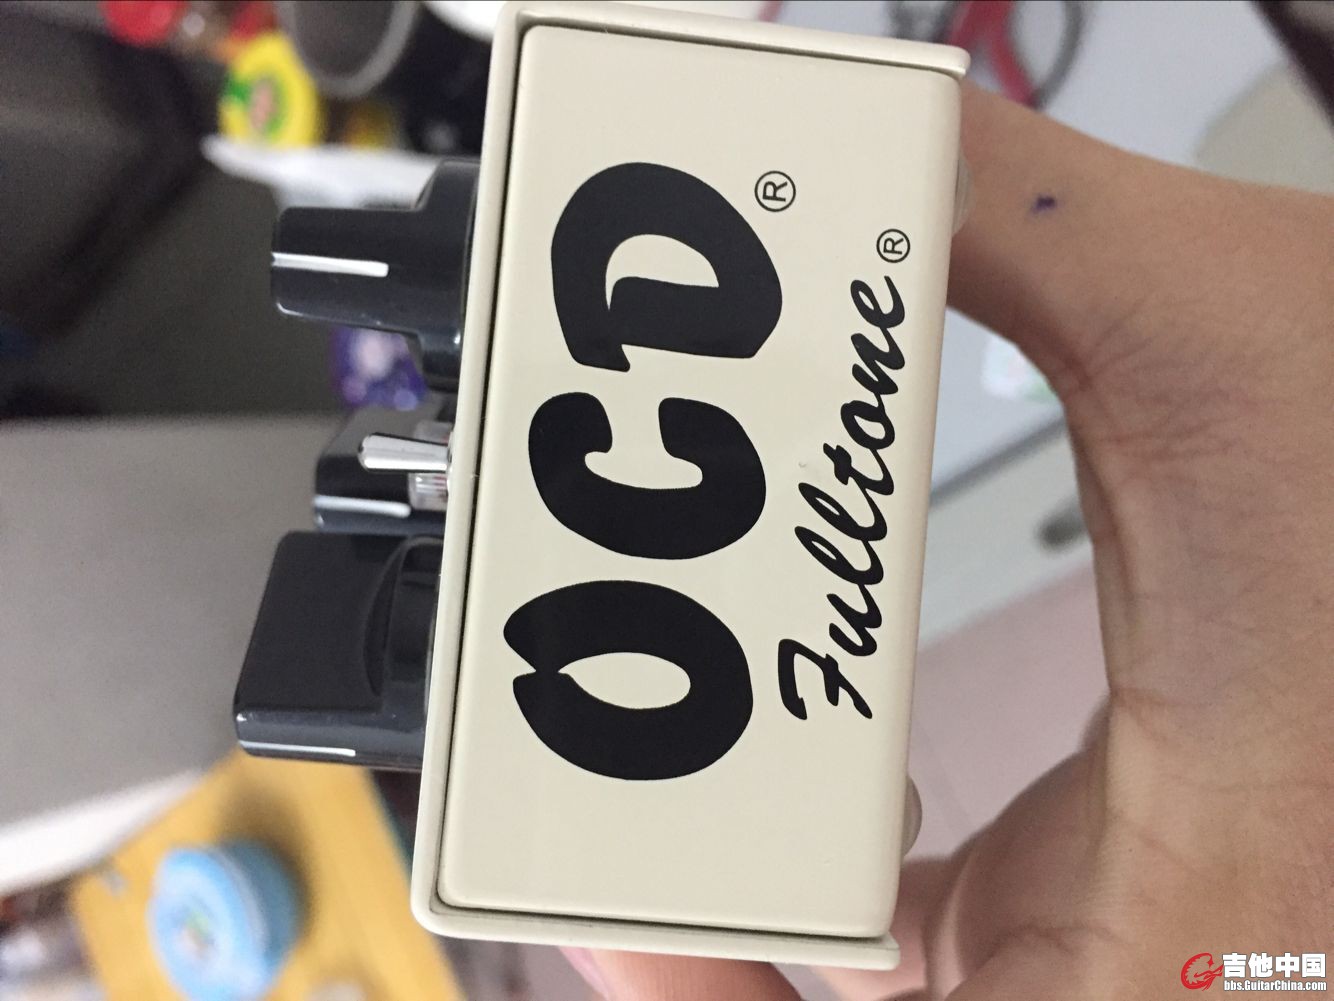 OCD®
Fulltone®
吉他中国
bbs.GuitarChina.com